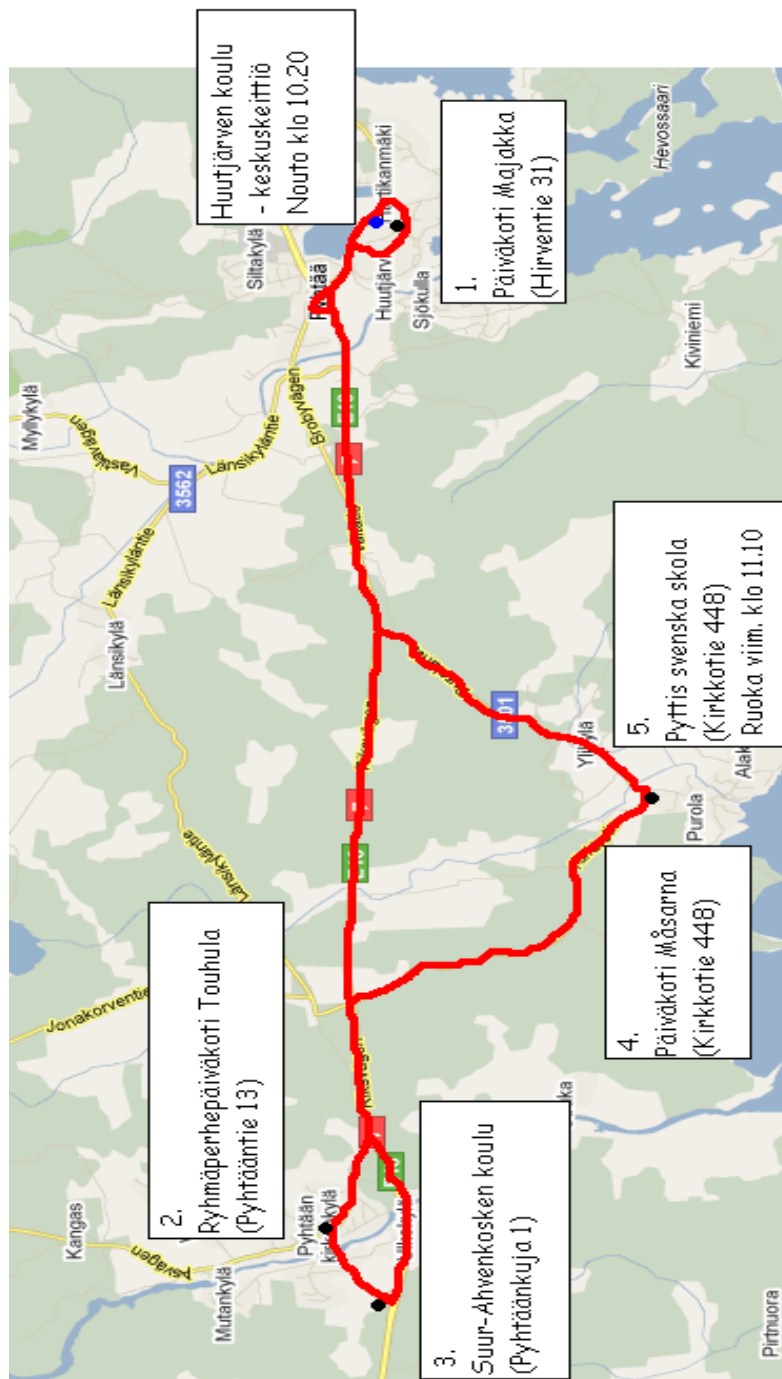 Huutjärven koulu
- keskuskeittiö
Nouto klo 10.20
1.
Päiväkoti Majakka
(Hirventie 31)
2.
Ryhmäperhepäiväkoti Touhula
(Pyhtääntie 13)
3.
Suur-Ahvenkosken koulu
(Pyhtäänkuja 1)
4.
Päiväkoti Måsarna
(Kirkkotie 448)
5.
Pyttis svenska skola
(Kirkkotie 448)
Ruoka viim. klo 11.10
Kangas
Mutankylä
Pyhtään
Jonakorventie
Länsikyläntie
Länsikylä
Länsikyläntie
3562
Länsikyläntie
Myllykylä
Vastilavägen
Brobyvägen
Siltakylä
Huutjärvi
Sjökulla
Kiviniemi
Hevossaari
Ylikylä
Purola
Pirtnuora